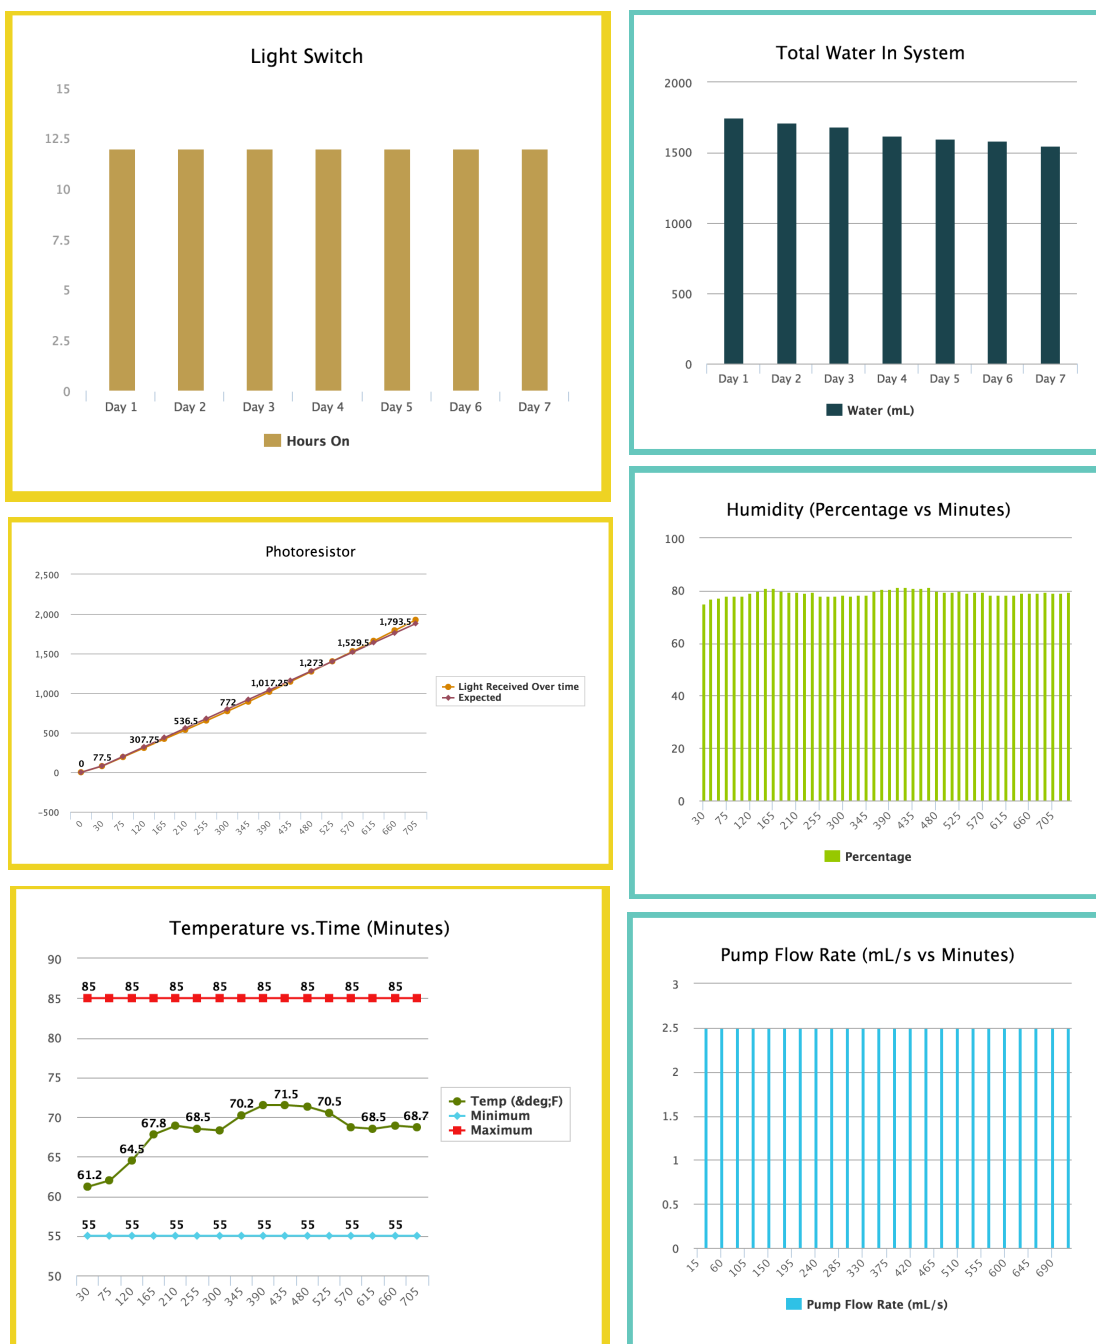 Light Switch
15
12.5
10
7.5
5
2.5
0
Day 1 Day 2 Day 3 Day 4 Day 5 Day 6 Day 7
Hours On
Total Water In System
2000
1500
1000
500
0
Day 1 Day 2 Day 3 Day 4 Day 5 Day 6 Day 7
Water (mL)
Photoresistor
2,500
2,000
1,500
1,000
500
0
−500
0 77.5 307.75 536.5 772 1,017.25 1,273 1,529.5 1,793.5
0 30 75 120 165 210 255 300 345 390 435 480 525 570 615 660 705
Light Received Over time
Expected
Humidity (Percentage vs Minutes)
100
80
60
40
20
0
30 75 120 165 210 255 300 345 390 435 480 525 570 615 660 705
Percentage
Temperature vs.Time (Minutes)
90
85
80
75
70
65
60
55
50
85 85 85 85 85 85 85 85
61.2 64.5 67.8 68.5 70.2 71.5 70.5 68.5 68.7
55 55 55 55 55 55 55 55
30 75 120 165 210 255 300 345 390 435 480 525 570 615 660 705
Temp (&deg;F)
Minimum
Maximum
Pump Flow Rate (mL/s vs Minutes)
3
2.5
2
1.5
1
0.5
0
15 60 105 150 195 240 285 330 375 420 465 510 555 600 645 690
Pump Flow Rate (mL/s)